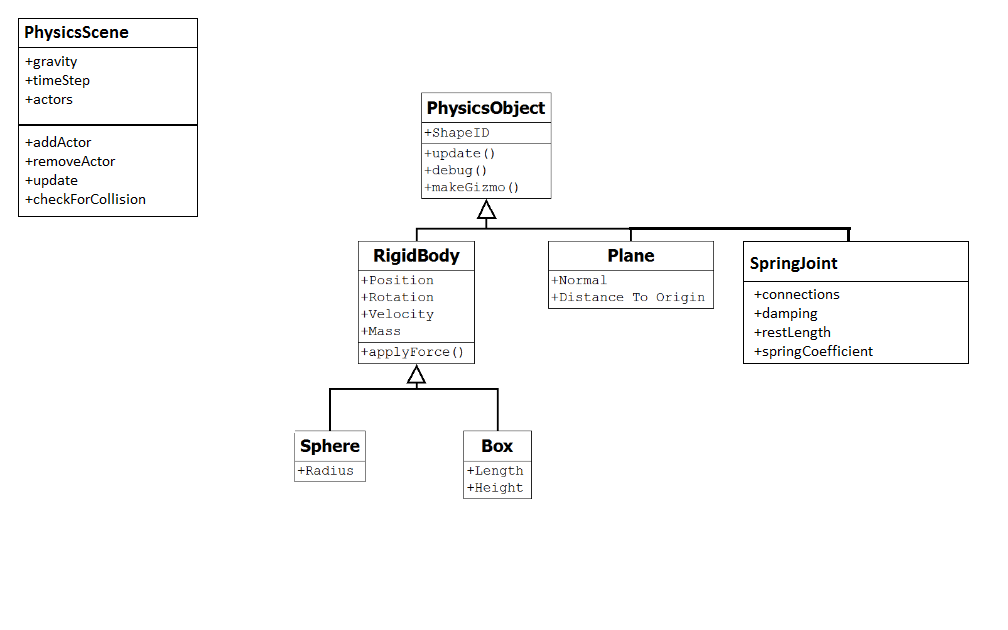 PhysicsScene
+gravity
+timeStep
+actors
+addActor
+removeActor
+update
+checkForCollision
PhysicsObject
+ShapeID
+update()
+debug()
+makeGizmo()
RigidBody
+Position
+Rotation
+Velocity
+Mass
+applyForce()
Plane
+Normal
+Distance To Origin
SpringJoint
+connections
+damping
+restLength
+springCoefficient
Sphere
+Radius
Box
+Length
+Height